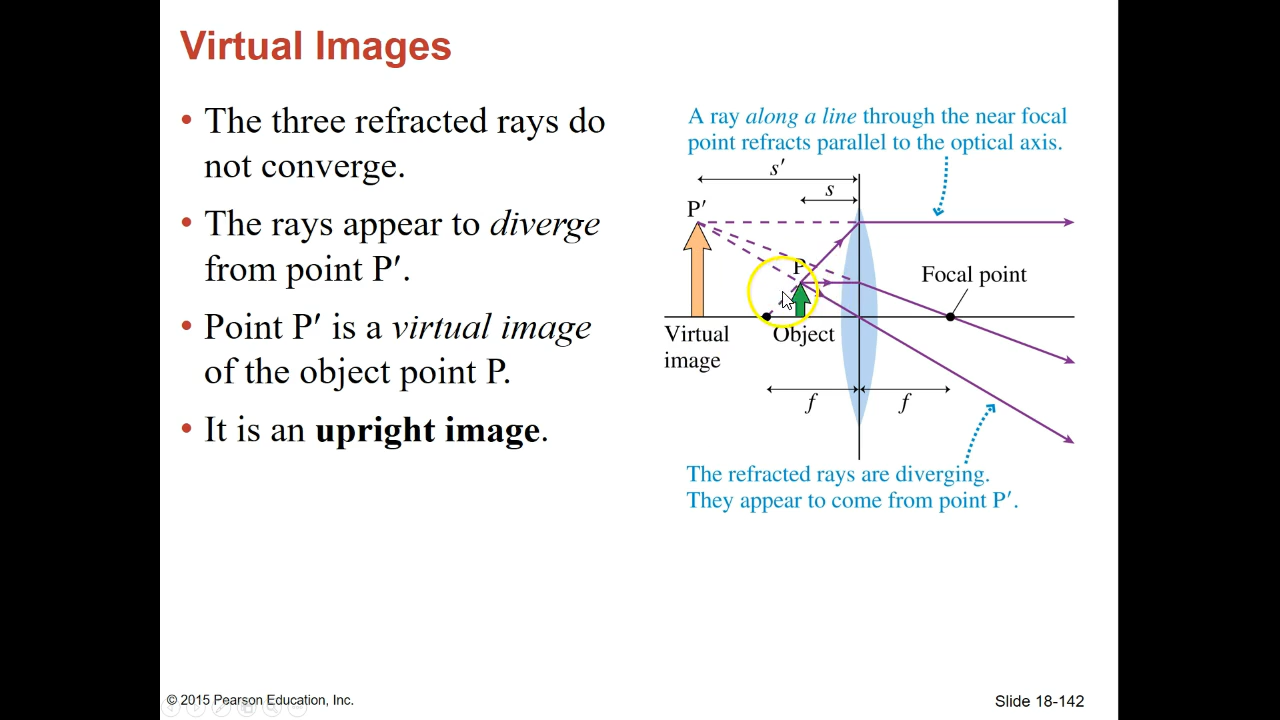 Virtual Images
• The three refracted rays do
not converge.
• The rays appear to diverge
from point P′.
• Point P′ is a virtual image
of the object point P.
• It is an upright image.
A ray along a line through the near focal
point refracts parallel to the optical axis.
s′
s
P′
P
Focal point
Virtual
image
Object
f
f
The refracted rays are diverging.
They appear to come from point P′.
© 2015 Pearson Education, Inc.
Slide 18-142